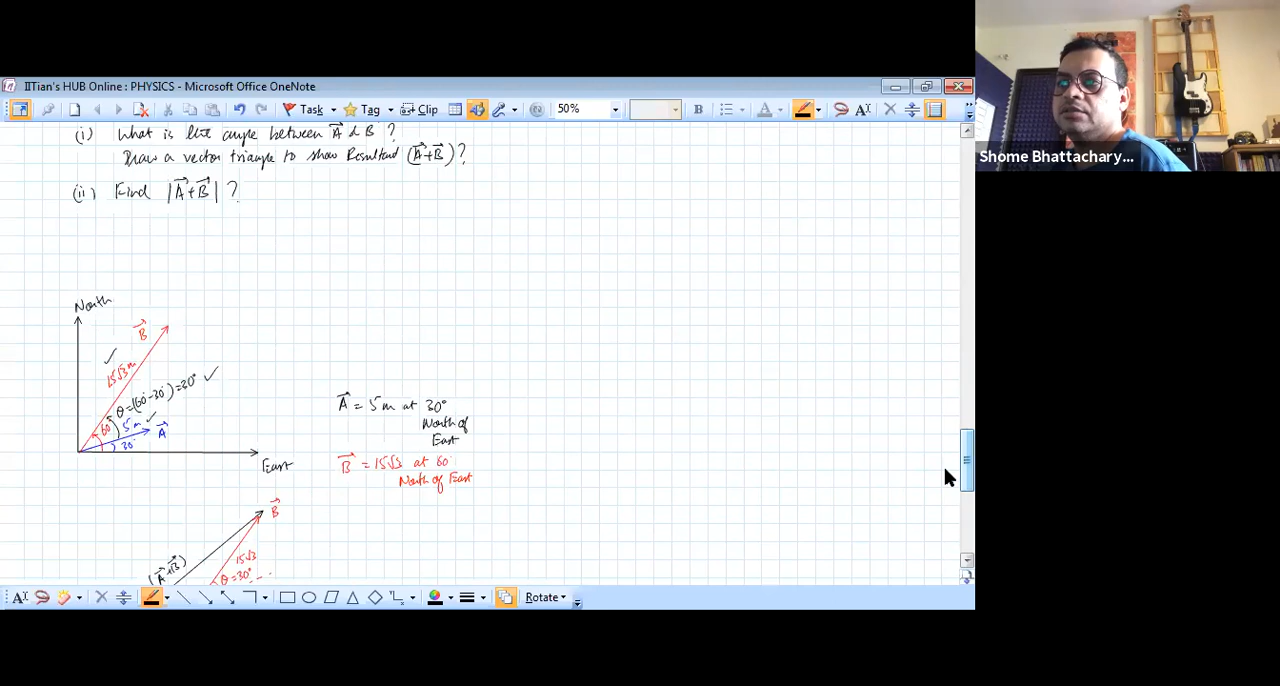 IITian's HUB Online : PHYSICS - Microsoft Office OneNote
Task Tag Clip 50% B A A
(i) What is the angle between A⃗ & B⃗ ?
Draw a vector triangle to show Resultant (A⃗+B⃗) ?
(ii) Find |A⃗+B⃗| ?
North
B⃗
15√3 m
θ=(60°-30°)=30°
60°
5m
A⃗
30°
East
A⃗ = 5m at 30°
North of
East
B⃗ = 15√3 at 60°
North of East
B⃗
15√3
(A⃗+B⃗)
θ=30°
Rotate
Shome Bhattachary...